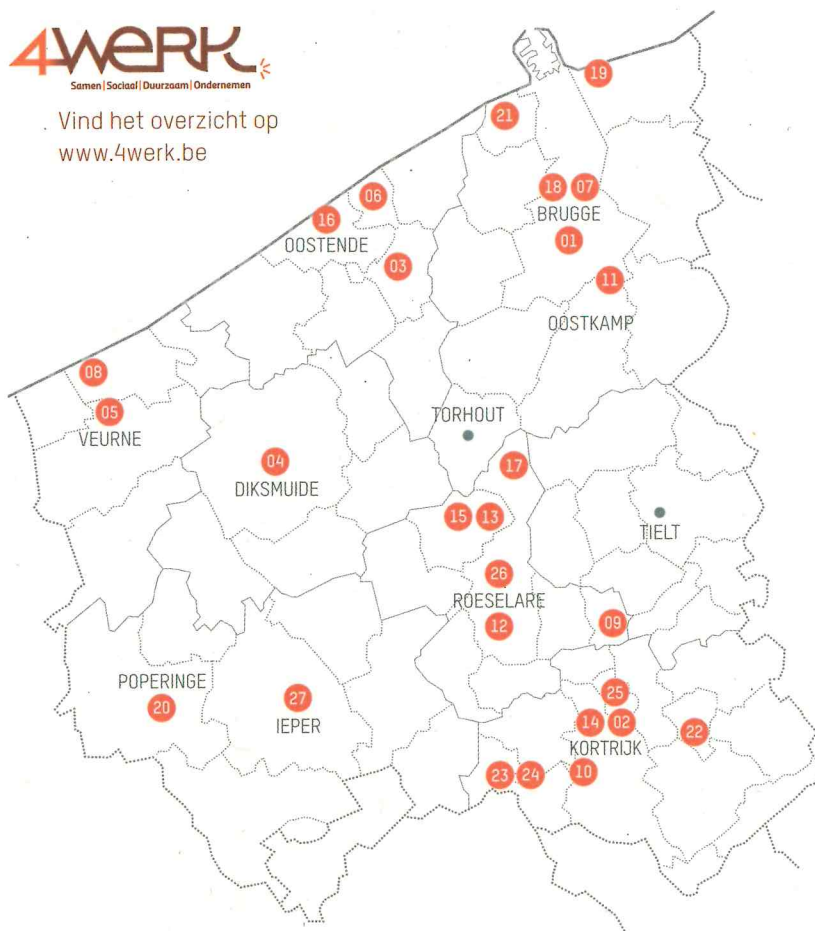 4WERK
Samen | Sociaal | Duurzaam | Ondernemen
Vind het overzicht op
www.4werk.be
19
21
18 07
BRUGGE
06
16
OOSTENDE
01
03
11
OOSTKAMP
08
05
VEURNE
TORHOUT
04
DIKSMUIDE
17
15 13
TIELT
26
ROESELARE
12
09
POPERINGE
20
27
IEPER
25
14 02
KORTRIJK
22
23 24
10